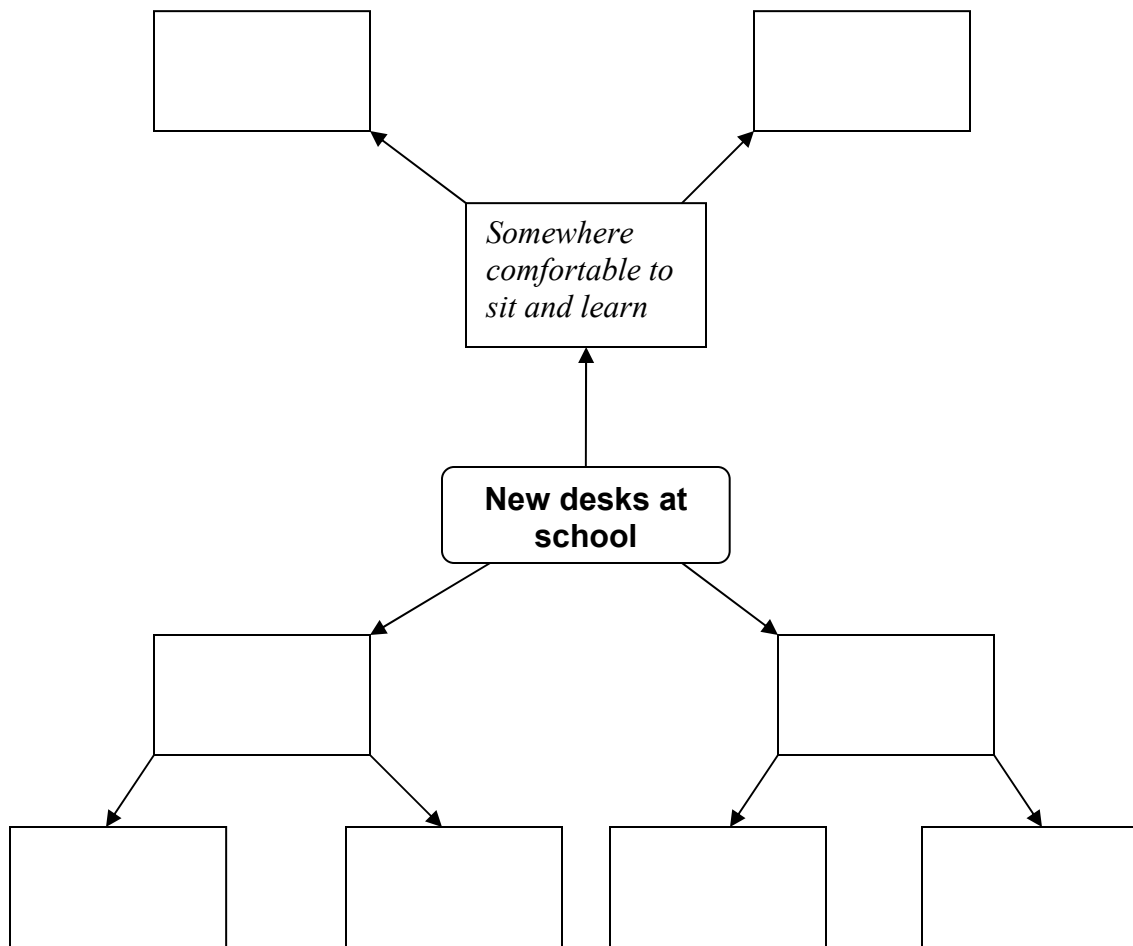 Somewhere
comfortable to
sit and learn
New desks at
school